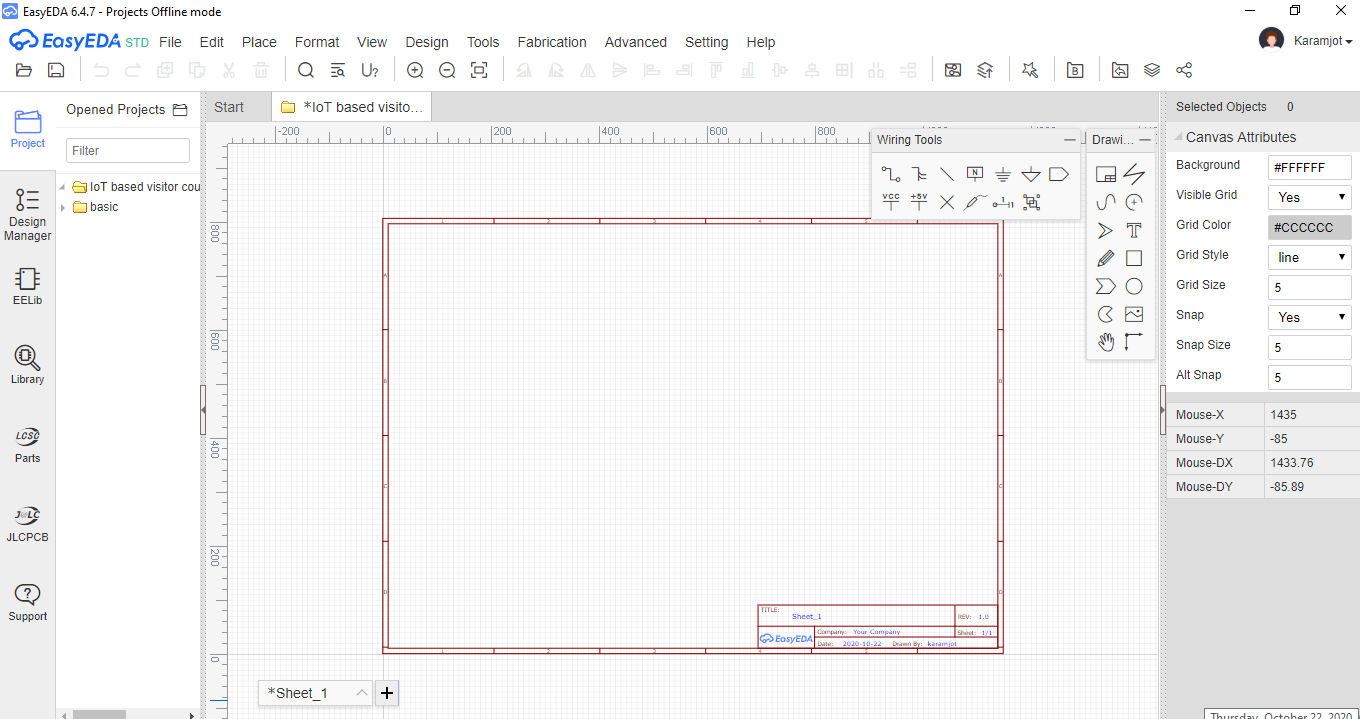 EasyEDA 6.4.7 - Projects Offline mode
EasyEDA STD File Edit Place Format View Design Tools Fabrication Advanced Setting Help Karamjot
Opened Projects
Start
*IoT based visito...
Selected Objects 0
Project
Filter
IoT based visitor cou
basic
Design
Manager
EELib
Library
LCSC
Parts
J@LC
JLCPCB
Support
-200 0 200 400 600 800
800
600
400
200
0
Wiring Tools
N
VCC +5V
Drawi...
T
Canvas Attributes
Background #FFFFFF
Visible Grid Yes
Grid Color #CCCCCC
Grid Style line
Grid Size 5
Snap Yes
Snap Size 5
Alt Snap 5
Mouse-X 1435
Mouse-Y -85
Mouse-DX 1433.76
Mouse-DY -85.89
TITLE:
Sheet_1
REV: 1.0
EasyEDA
Company: Your Company
Sheet: 1/1
Date: 2020-10-22 Drawn By: karamjot
*Sheet_1
Thursday, October 22, 2020